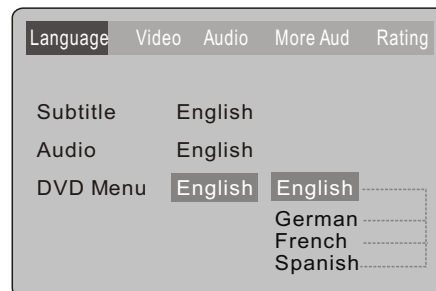 Language Video Audio More Aud Rating
Subtitle English
Audio English
DVD Menu English English
German
French
Spanish